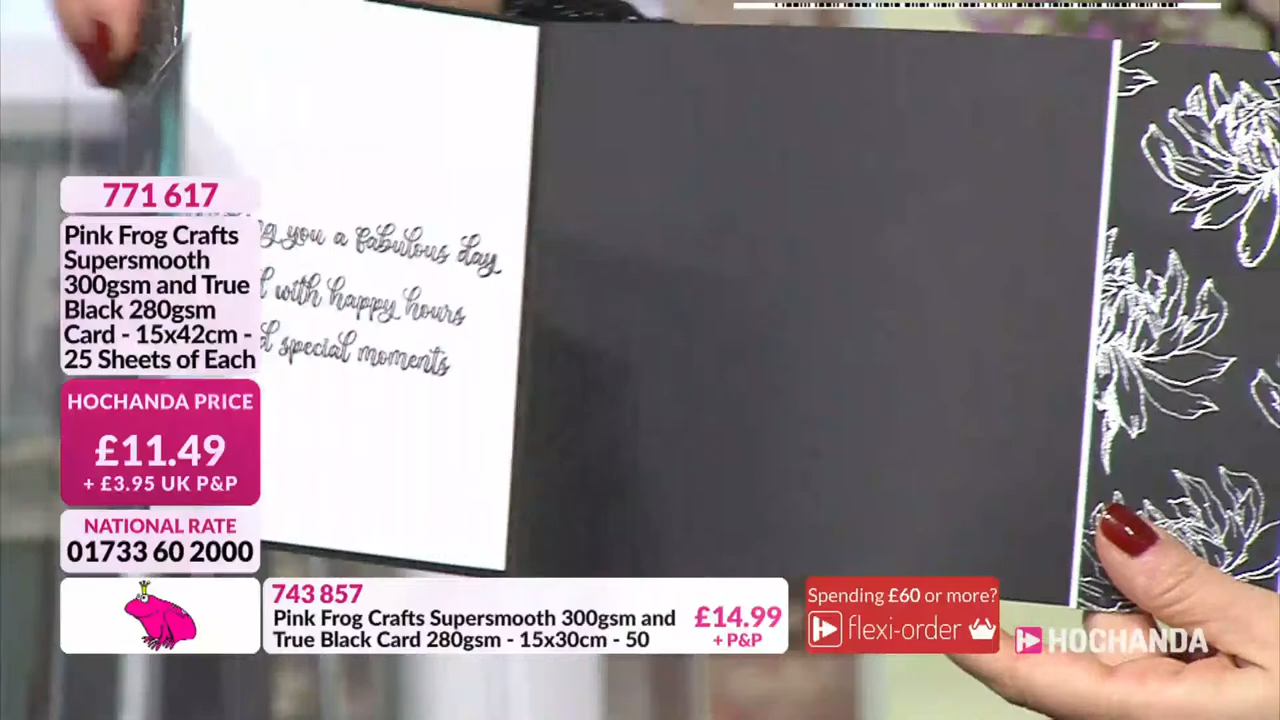 771 617
Pink Frog Crafts
Supersmooth
300gsm and True
Black 280gsm
Card - 15x42cm -
25 Sheets of Each
HOCHANDA PRICE
£11.49
+ £3.95 UK P&P
NATIONAL RATE
01733 60 2000
you a fabulous day
with happy hours
special moments
743 857
Pink Frog Crafts Supersmooth 300gsm and
True Black Card 280gsm - 15x30cm - 50
£14.99
+ P&P
Spending £60 or more?
flexi-order
HOCHANDA